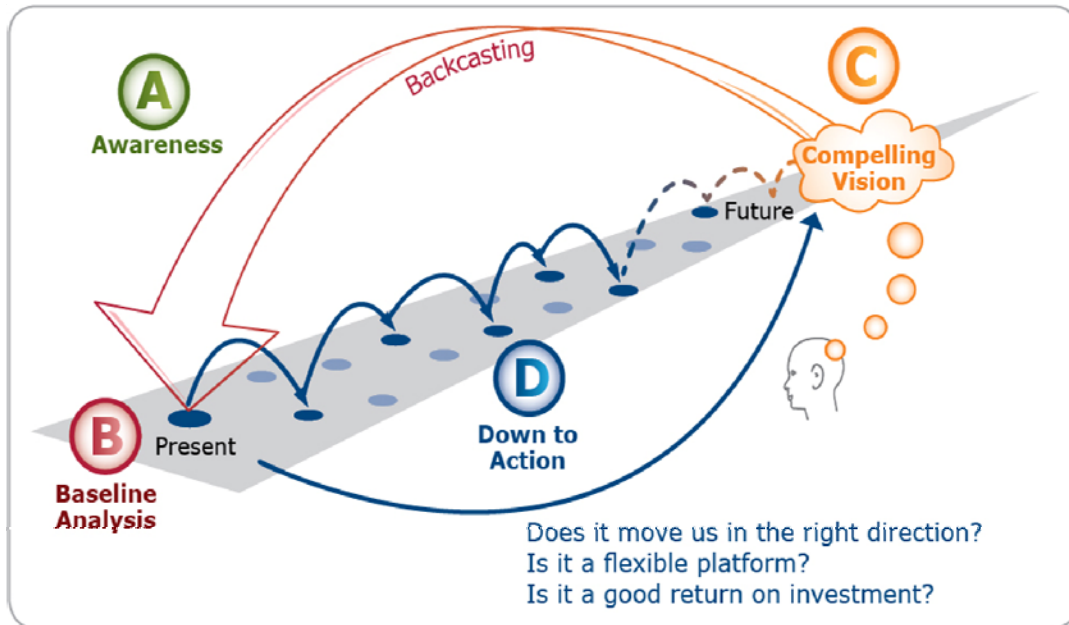 A
Awareness
Backcasting
C
Compelling
Vision
Future
B
Present
Baseline
Analysis
D
Down to
Action
Does it move us in the right direction?
Is it a flexible platform?
Is it a good return on investment?